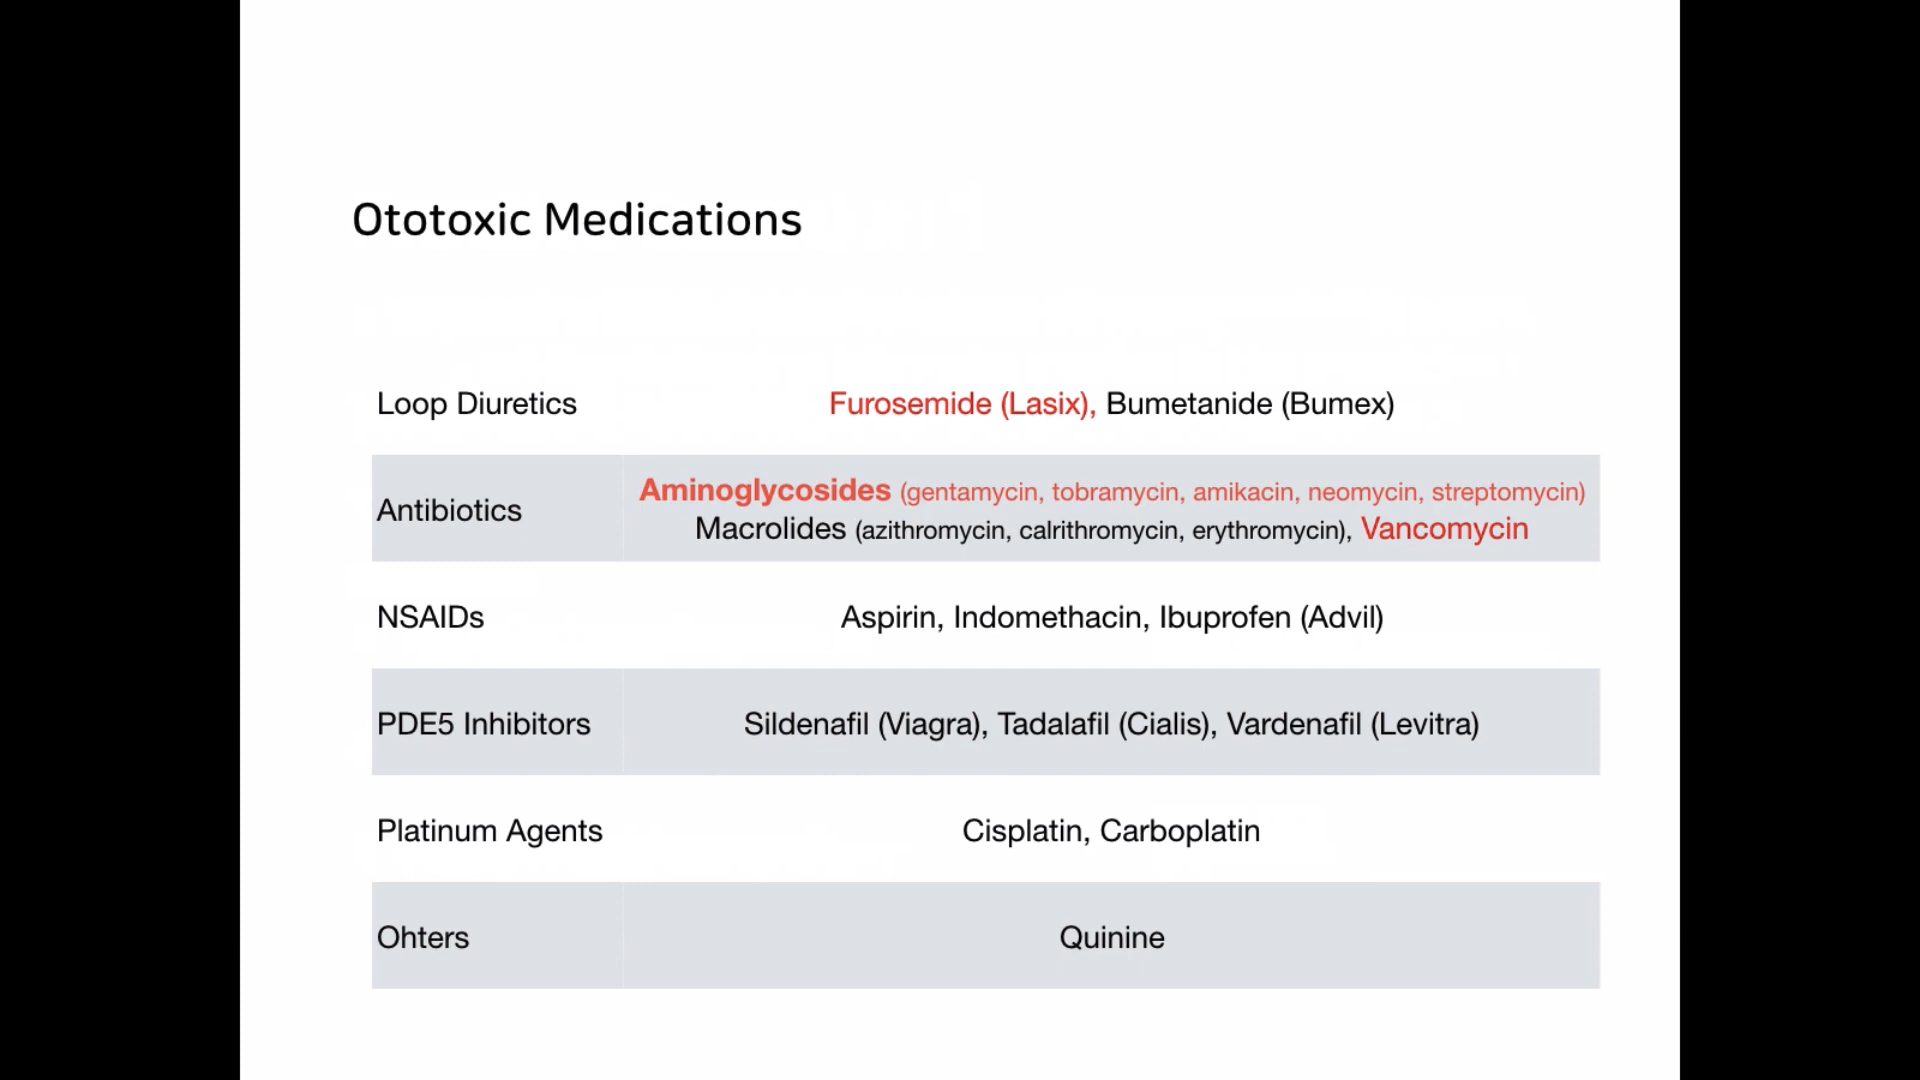 Ototoxic Medications
Loop Diuretics Furosemide (Lasix), Bumetanide (Bumex)
Antibiotics Aminoglycosides (gentamycin, tobramycin, amikacin, neomycin, streptomycin)
Macrolides (azithromycin, calrithromycin, erythromycin), Vancomycin
NSAIDs Aspirin, Indomethacin, Ibuprofen (Advil)
PDE5 Inhibitors Sildenafil (Viagra), Tadalafil (Cialis), Vardenafil (Levitra)
Platinum Agents Cisplatin, Carboplatin
Ohters Quinine